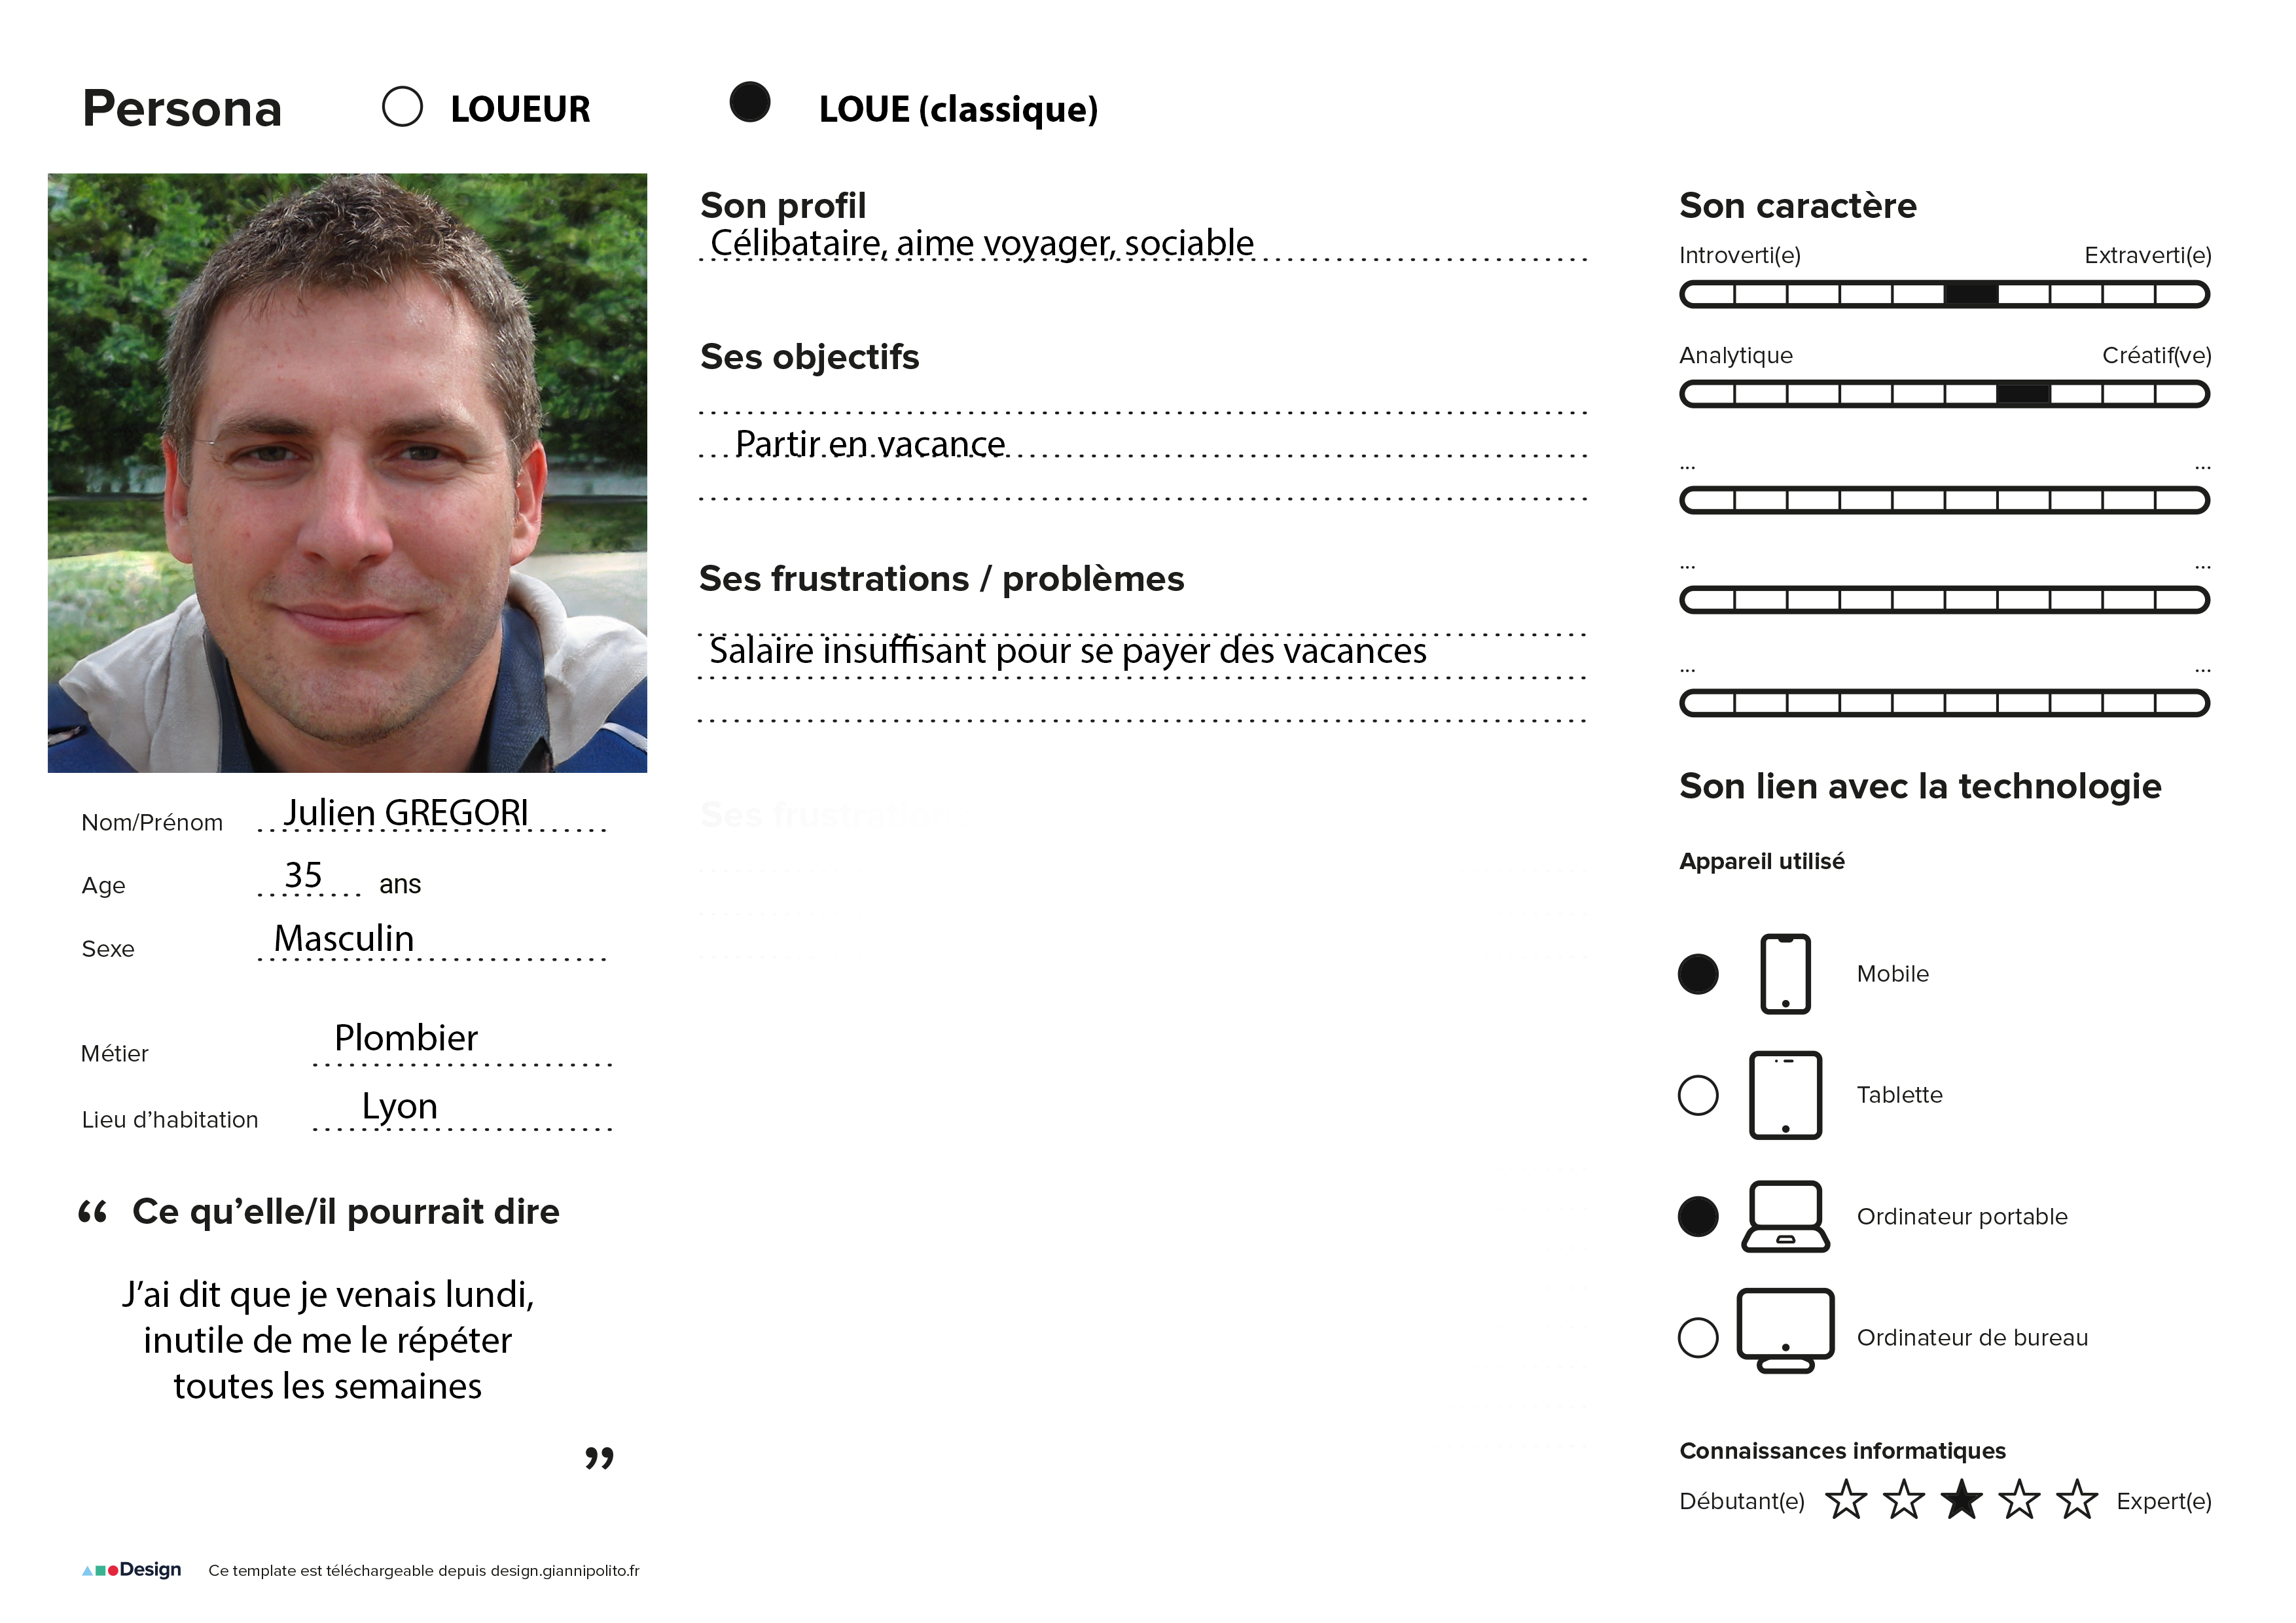 Persona
LOUEUR
LOUE (classique)
Son profil
Célibataire, aime voyager, sociable
Ses objectifs
Partir en vacance
Ses frustrations / problèmes
Salaire insuffisant pour se payer des vacances
Nom/Prénom Julien GREGORI
Age 35 ans
Sexe Masculin
Métier Plombier
Lieu d’habitation Lyon
“ Ce qu’elle/il pourrait dire
J’ai dit que je venais lundi,
inutile de me le répéter
toutes les semaines
”
Son caractère
Introverti(e) Extraverti(e)
Analytique Créatif(ve)
... ...
... ...
... ...
Son lien avec la technologie
Appareil utilisé
Mobile
Tablette
Ordinateur portable
Ordinateur de bureau
Connaissances informatiques
Débutant(e) Expert(e)
Design Ce template est téléchargeable depuis design.giannipolito.fr